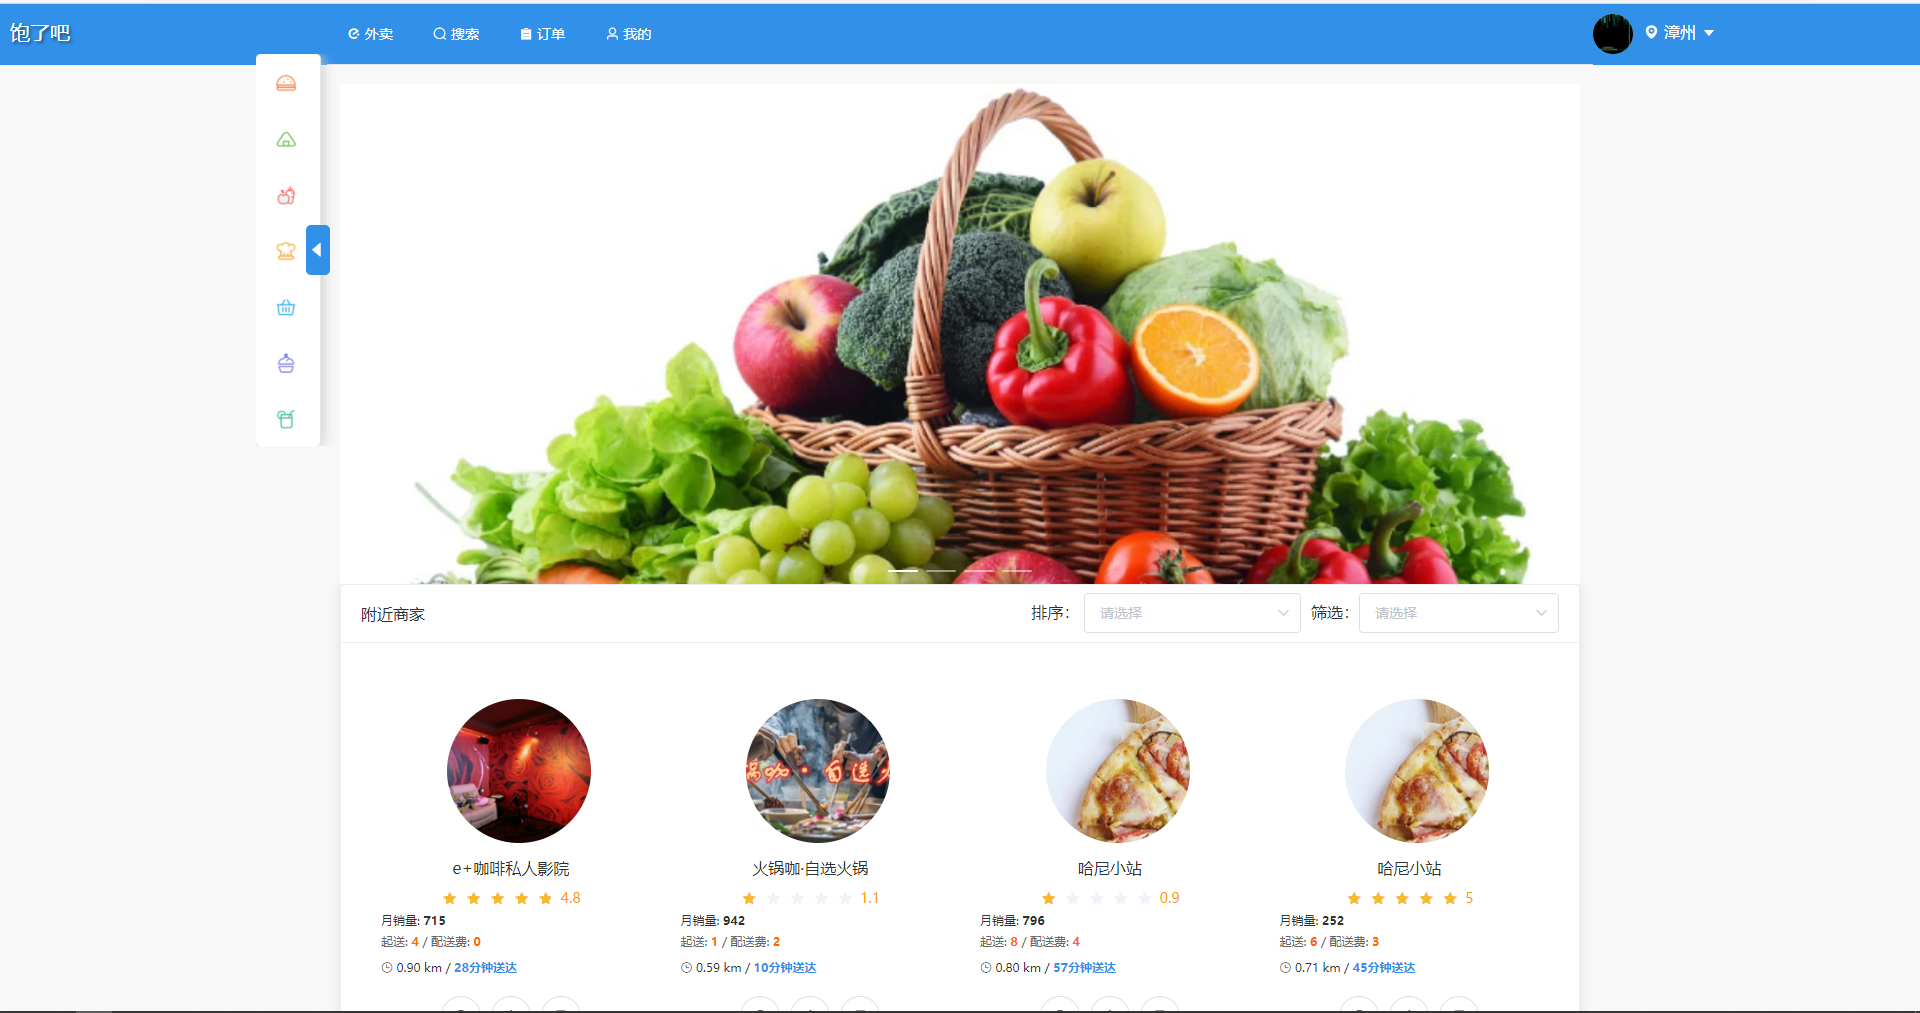 饱了吧
外卖 搜索 订单 我的
漳州
附近商家 排序: 请选择 筛选: 请选择
锅咖·自选火
e+咖啡私人影院 火锅咖·自选火锅 哈尼小站 哈尼小站
4.8 1.1 0.9 5
月销量: 715 月销量: 942 月销量: 796 月销量: 252
起送: 4 / 配送费: 0 起送: 1 / 配送费: 2 起送: 8 / 配送费: 4 起送: 6 / 配送费: 3
0.90 km / 28分钟送达 0.59 km / 10分钟送达 0.80 km / 57分钟送达 0.71 km / 45分钟送达